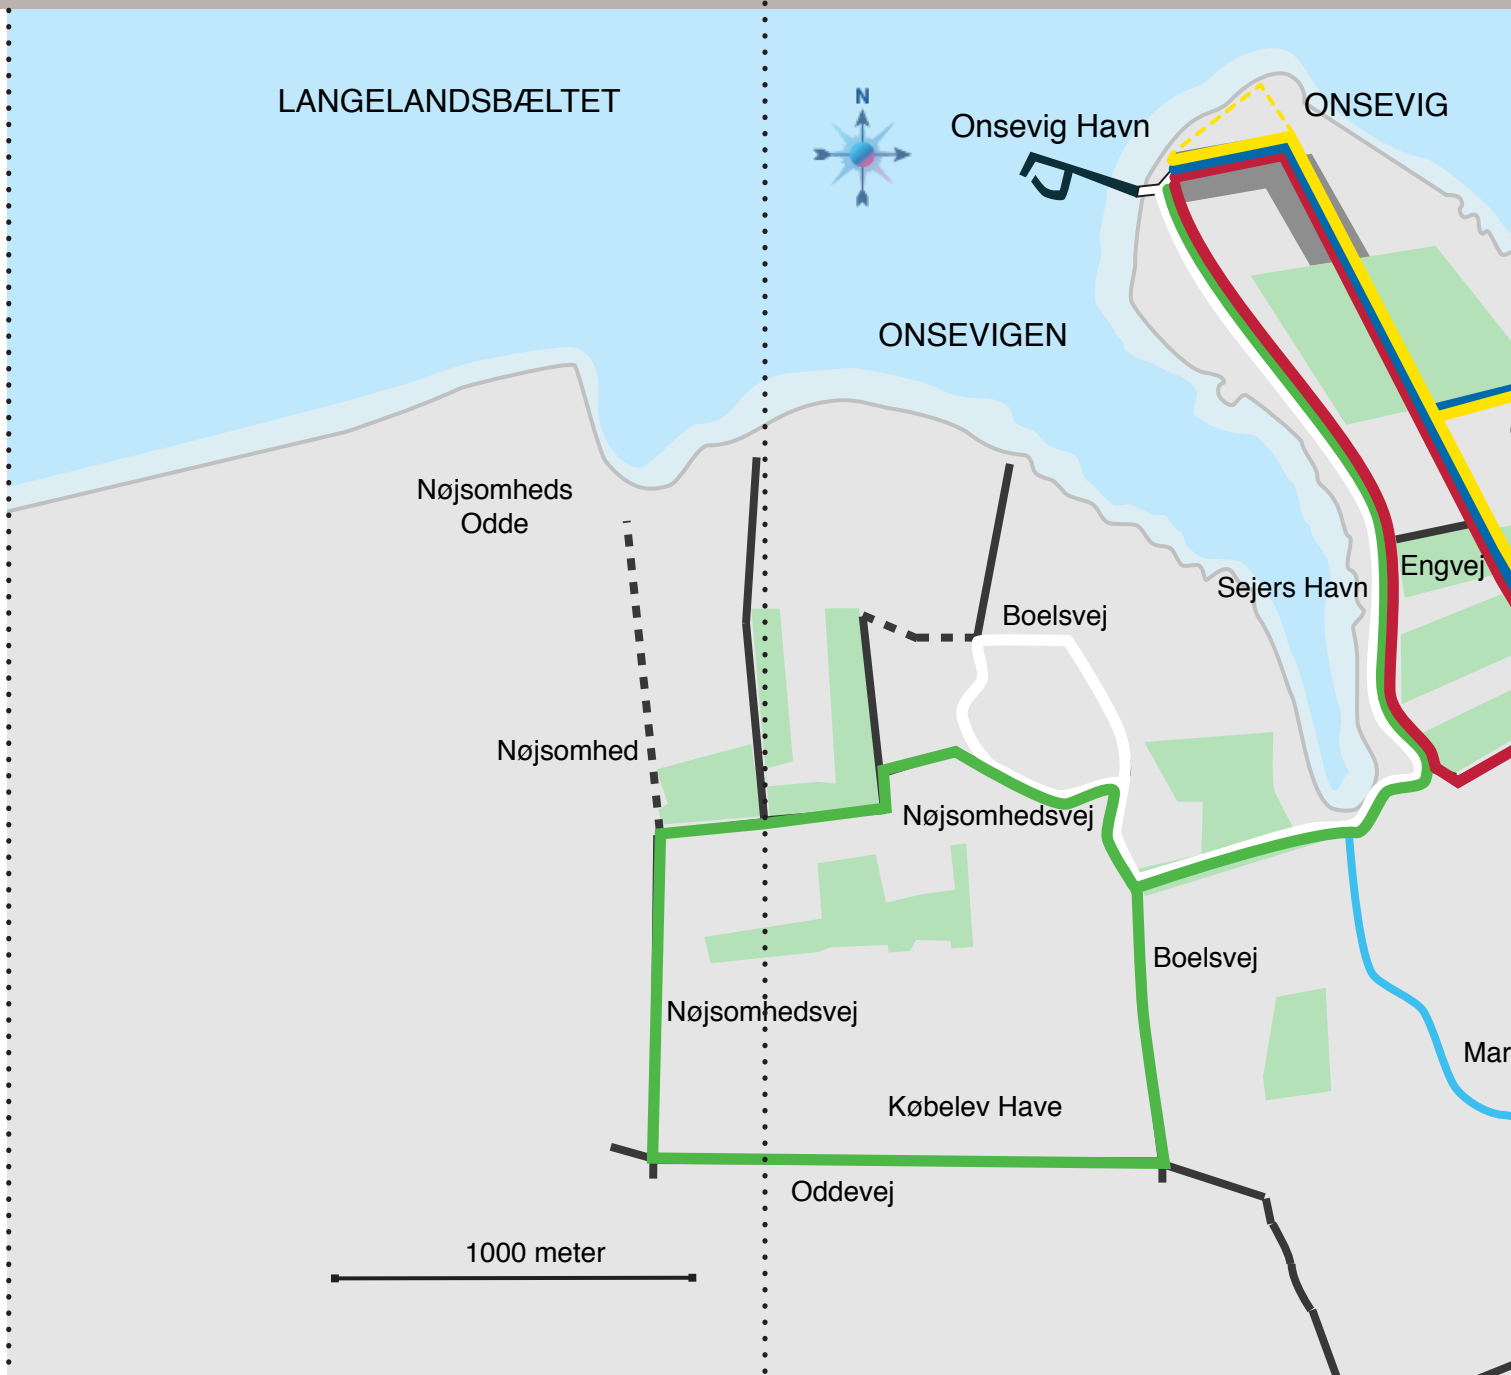 LANGELANDSBÆLTET
N
ONSEVIG
Onsevig Havn
ONSEVIGEN
Nøjsomheds
Odde
Engvej
Sejers Havn
Boelsvej
Nøjsomhed
Nøjsomhedsvej
Boelsvej
Nøjsomhedsvej
Mar
Købelev Have
Oddevej
1000 meter